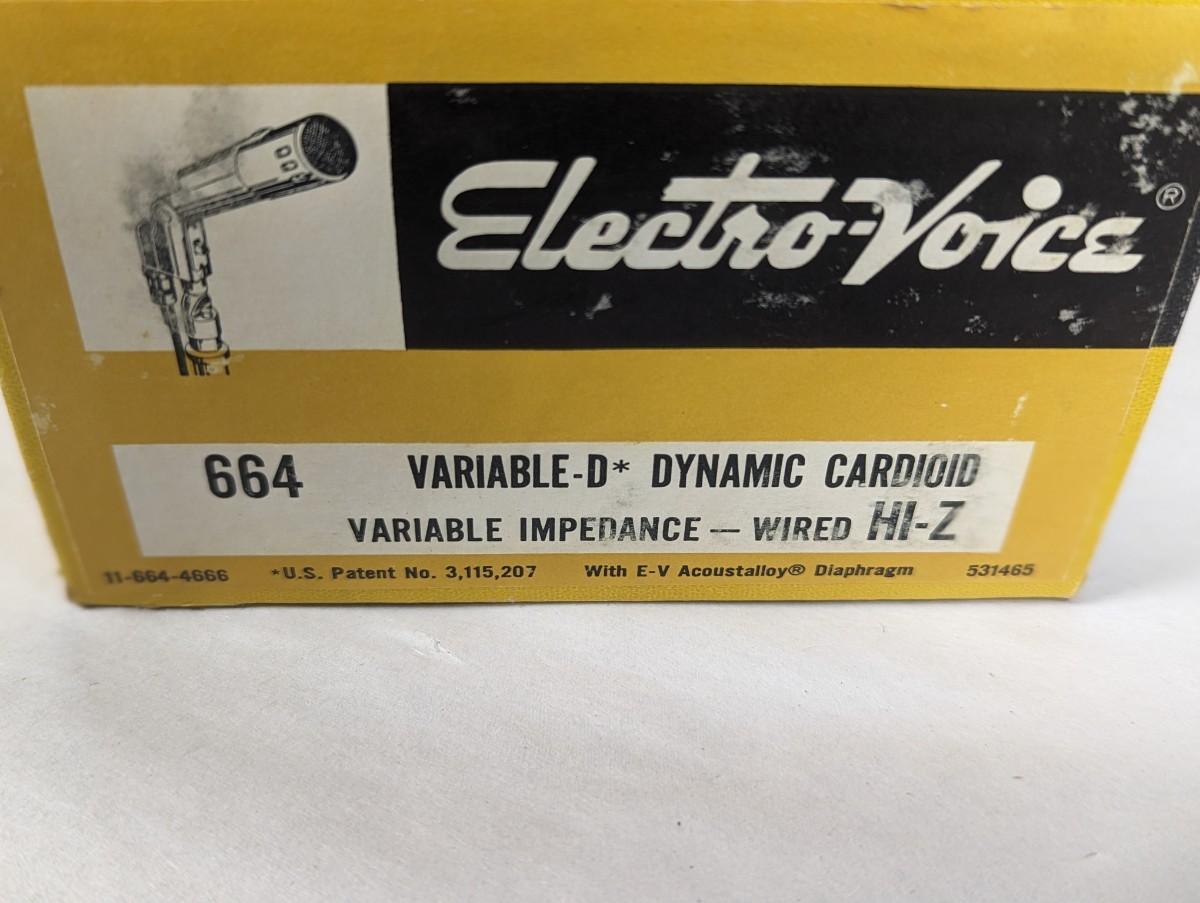 Electro-Voice®
664 VARIABLE-D* DYNAMIC CARDIOID
VARIABLE IMPEDANCE — WIRED HI-Z
11-664-4666 *U.S. Patent No. 3,115,207 With E-V Acoustalloy® Diaphragm 531465